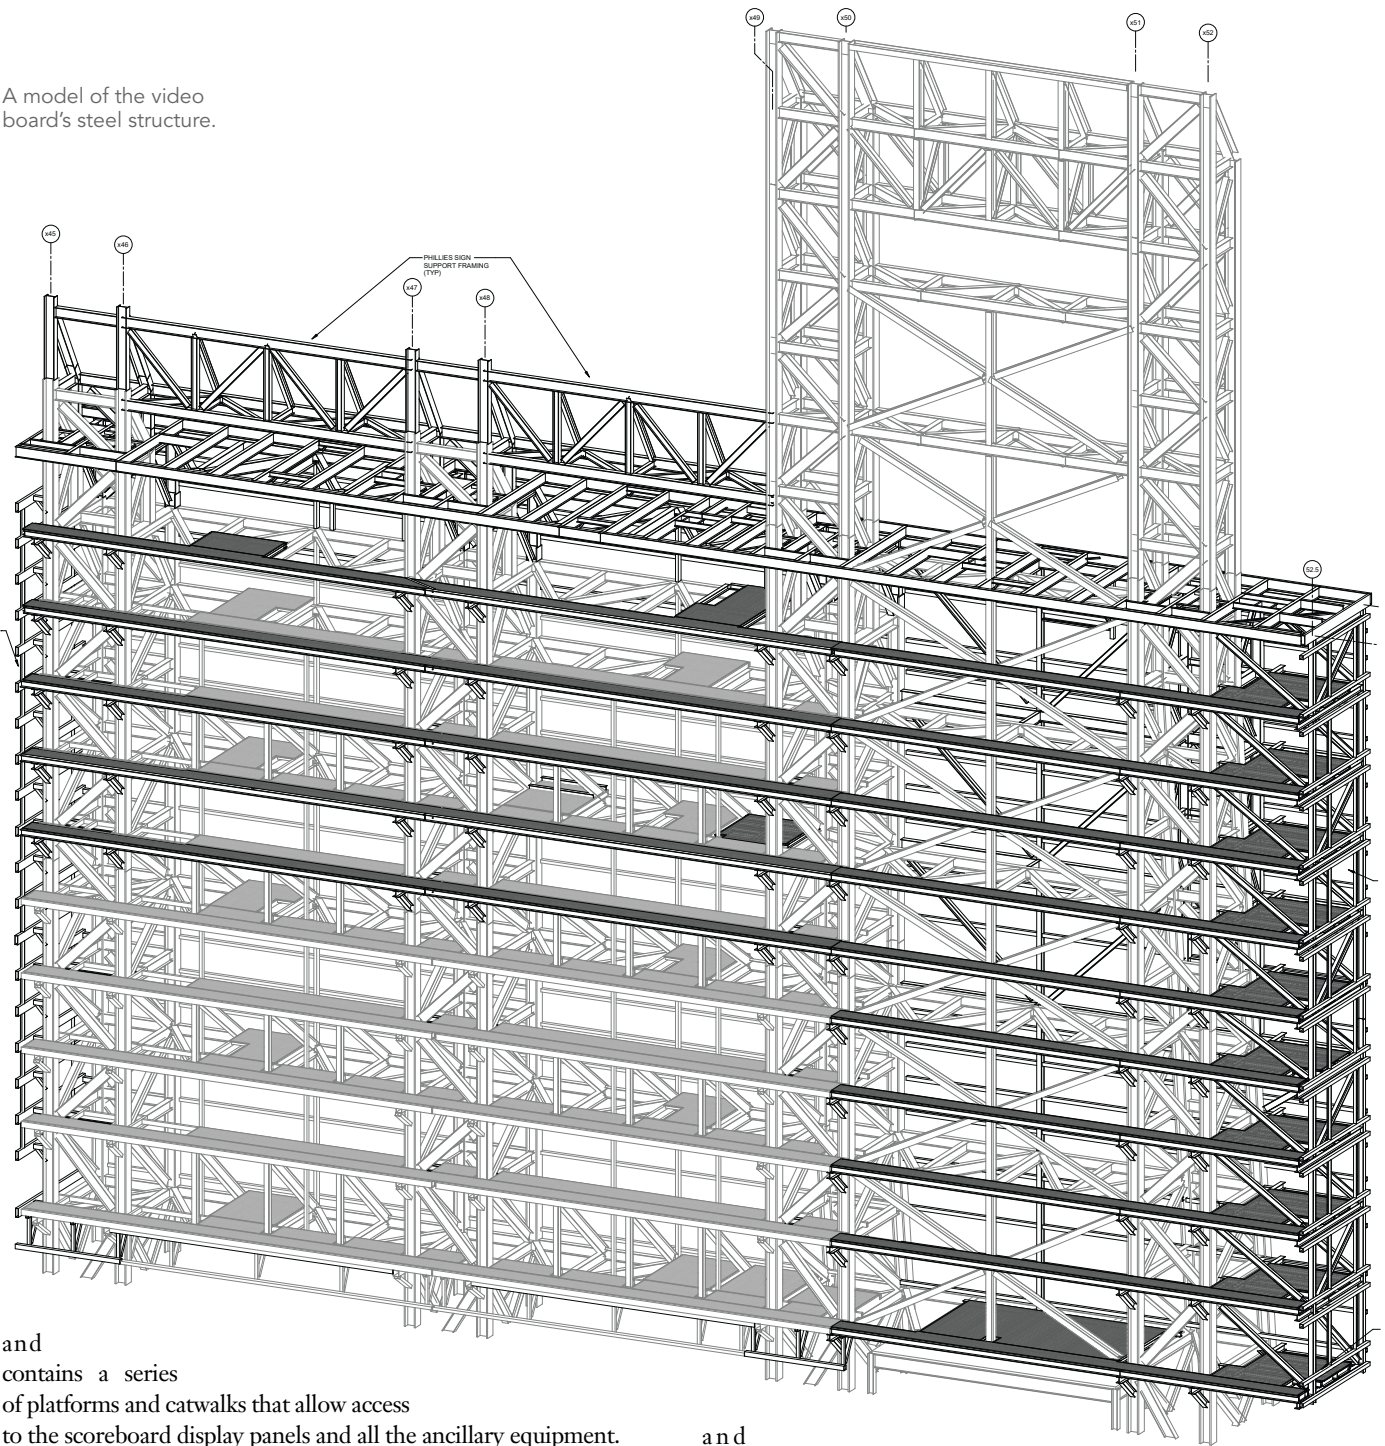 x49
x50
x51
x52
A model of the video
board’s steel structure.
x45
x46
PHILLIES SIGN
SUPPORT FRAMING
(TYP)
x47
x48
52.5
and
contains a series
of platforms and catwalks that allow access
to the scoreboard display panels and all the ancillary equipment.
and